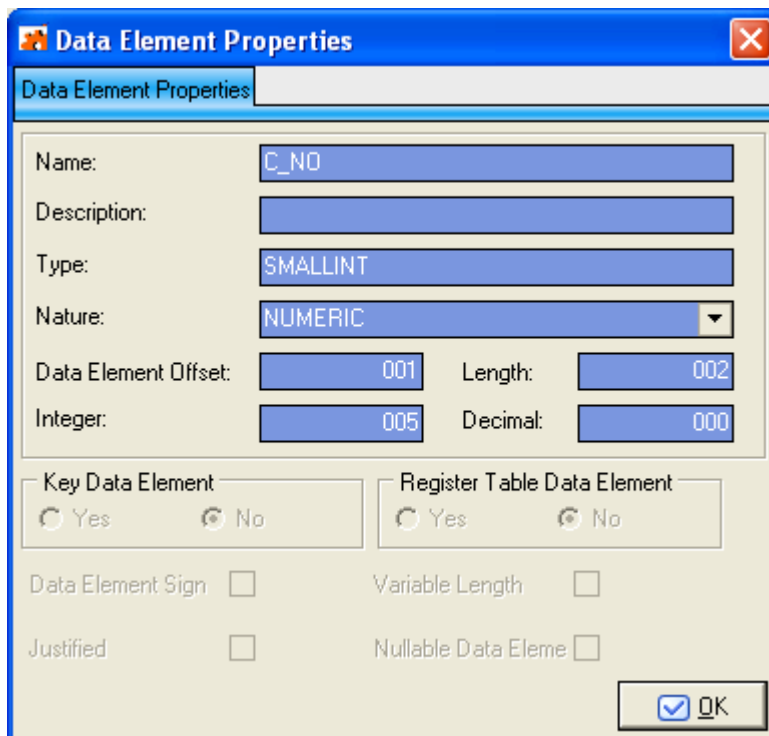 Data Element Properties
Data Element Properties
Name: C_NO
Description:
Type: SMALLINT
Nature: NUMERIC
Data Element Offset: 001 Length: 002
Integer: 005 Decimal: 000
Key Data Element Register Table Data Element
Yes No Yes No
Data Element Sign Variable Length
Justified Nullable Data Eleme
OK